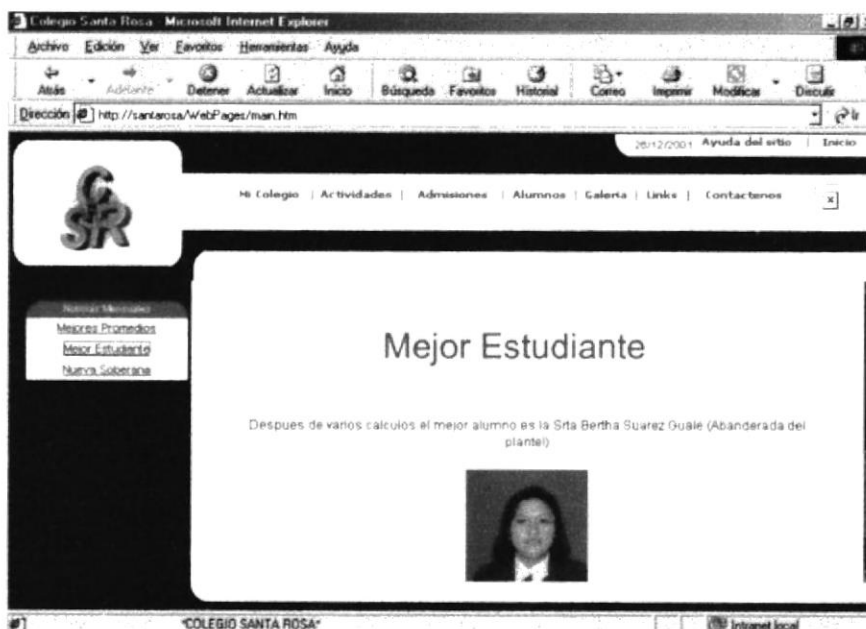 Colegio Santa Rosa - Microsoft Internet Explorer
Archivo Edición Ver Favoritos Herramientas Ayuda
Atrás Adelante Detener Actualizar Inicio Búsqueda Favoritos Historial Correo Imprimir Modificar Discutir
Dirección http://santarosa/WebPages/main.htm Ir
26/12/2001 Ayuda del sitio | Inicio
CSR
Mi Colegio | Actividades | Admisiones | Alumnos | Galeria | Links | Contactenos
Noticias Mensuales
Mejores Promedios
Mejor Estudiante
Nueva Soberana
Mejor Estudiante
Despues de varios calculos el mejor alumno es la Srta Bertha Suarez Guale (Abanderada del
plantel)
"COLEGIO SANTA ROSA" Intranet local